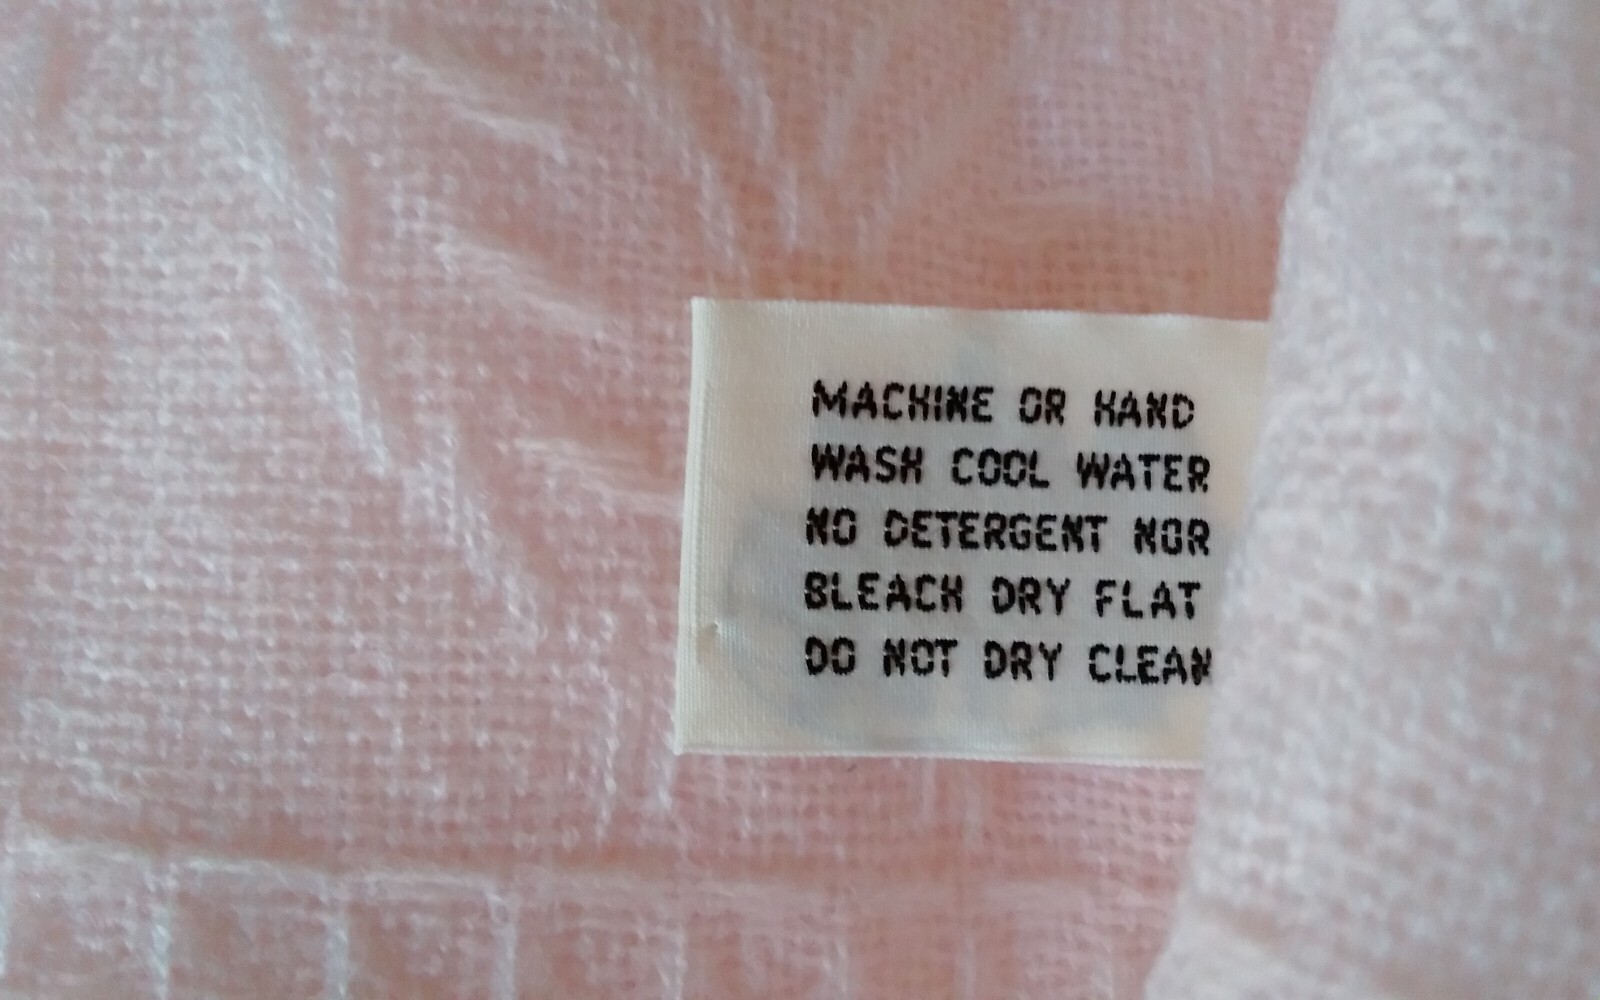 MACHINE OR HAND
WASH COOL WATER
NO DETERGENT NOR
BLEACH DRY FLAT
DO NOT DRY CLEAN